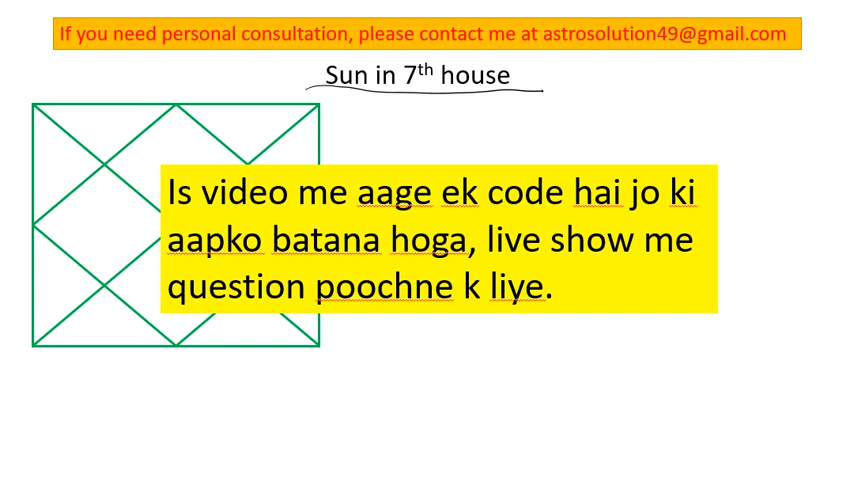 If you need personal consultation, please contact me at astrosolution49@gmail.com
Sun in 7th house
Is video me aage ek code hai jo ki
aapko batana hoga, live show me
question poochne k liye.